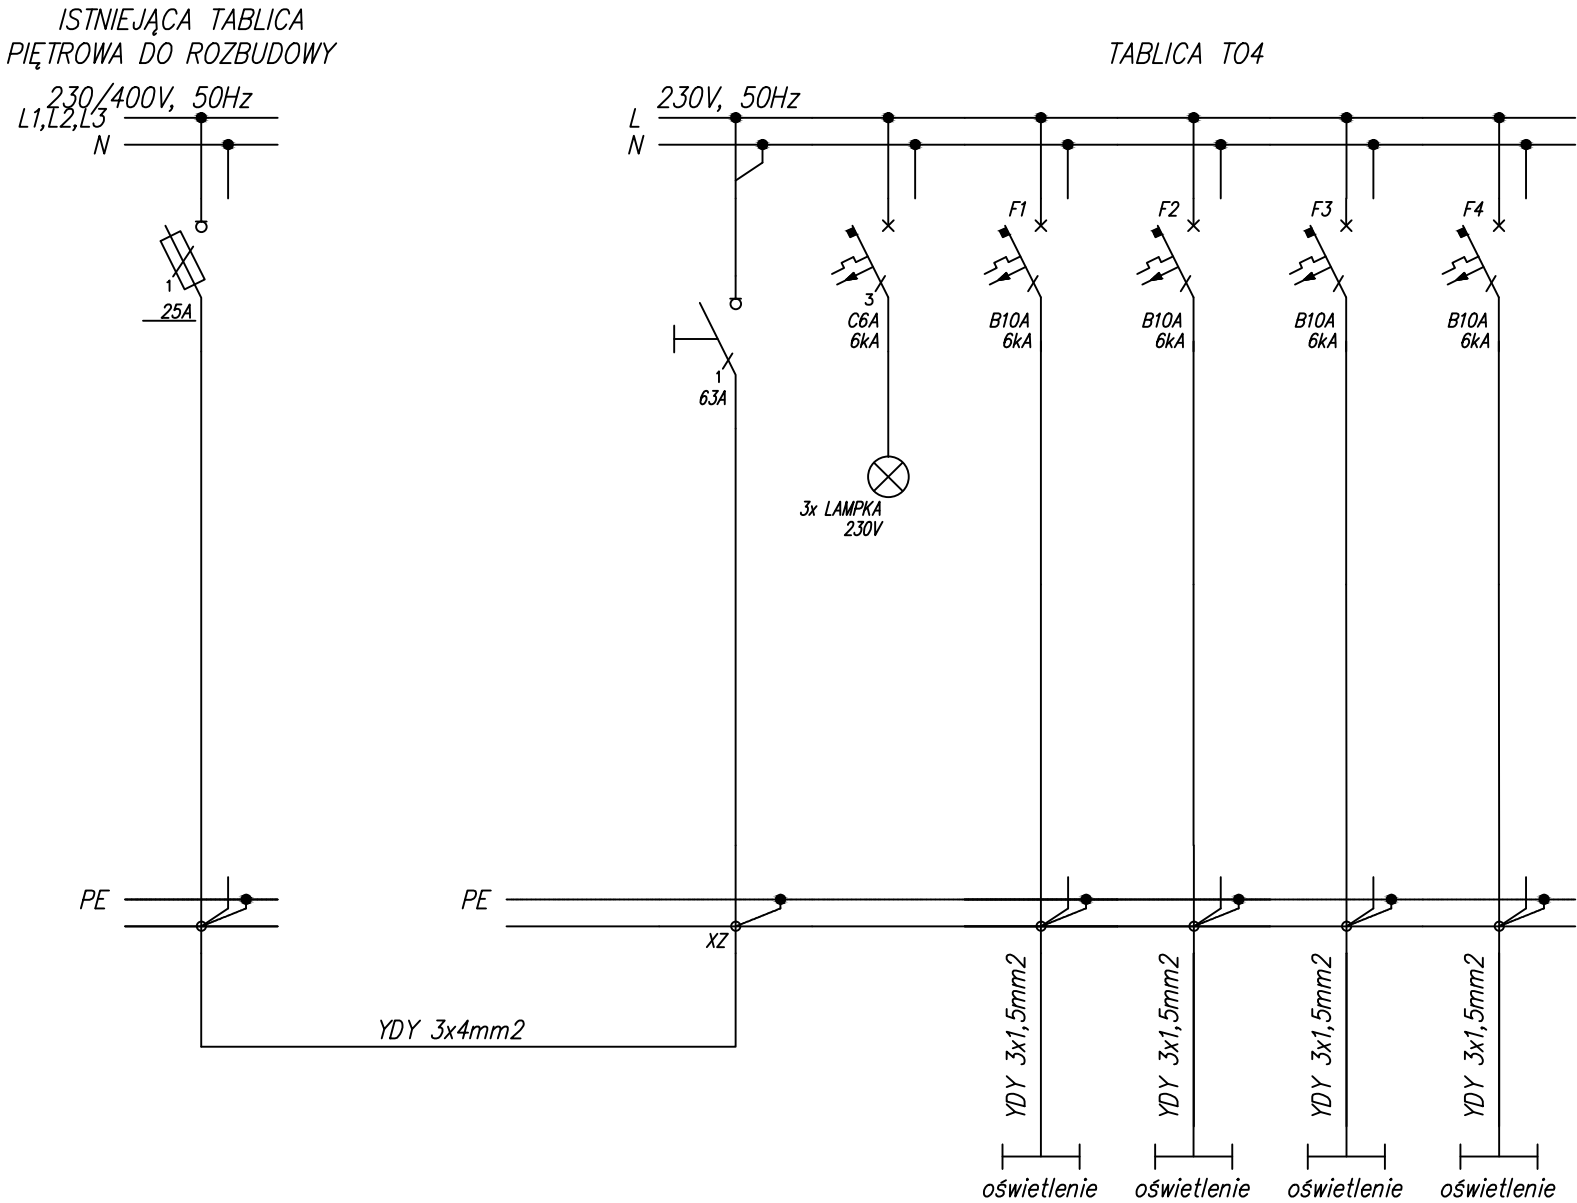 ISTNIEJĄCA TABLICA
PIĘTROWA DO ROZBUDOWY
230/400V, 50Hz
L1,L2,L3
N
1
25A
PE
YDY 3x4mm2
TABLICA TO4
230V, 50Hz
L
N
1
63A
3
C6A
6kA
3x LAMPKA
230V
F1
B10A
6kA
F2
B10A
6kA
F3
B10A
6kA
F4
B10A
6kA
PE
XZ
YDY 3x1,5mm2
YDY 3x1,5mm2
YDY 3x1,5mm2
YDY 3x1,5mm2
oświetlenie
oświetlenie
oświetlenie
oświetlenie